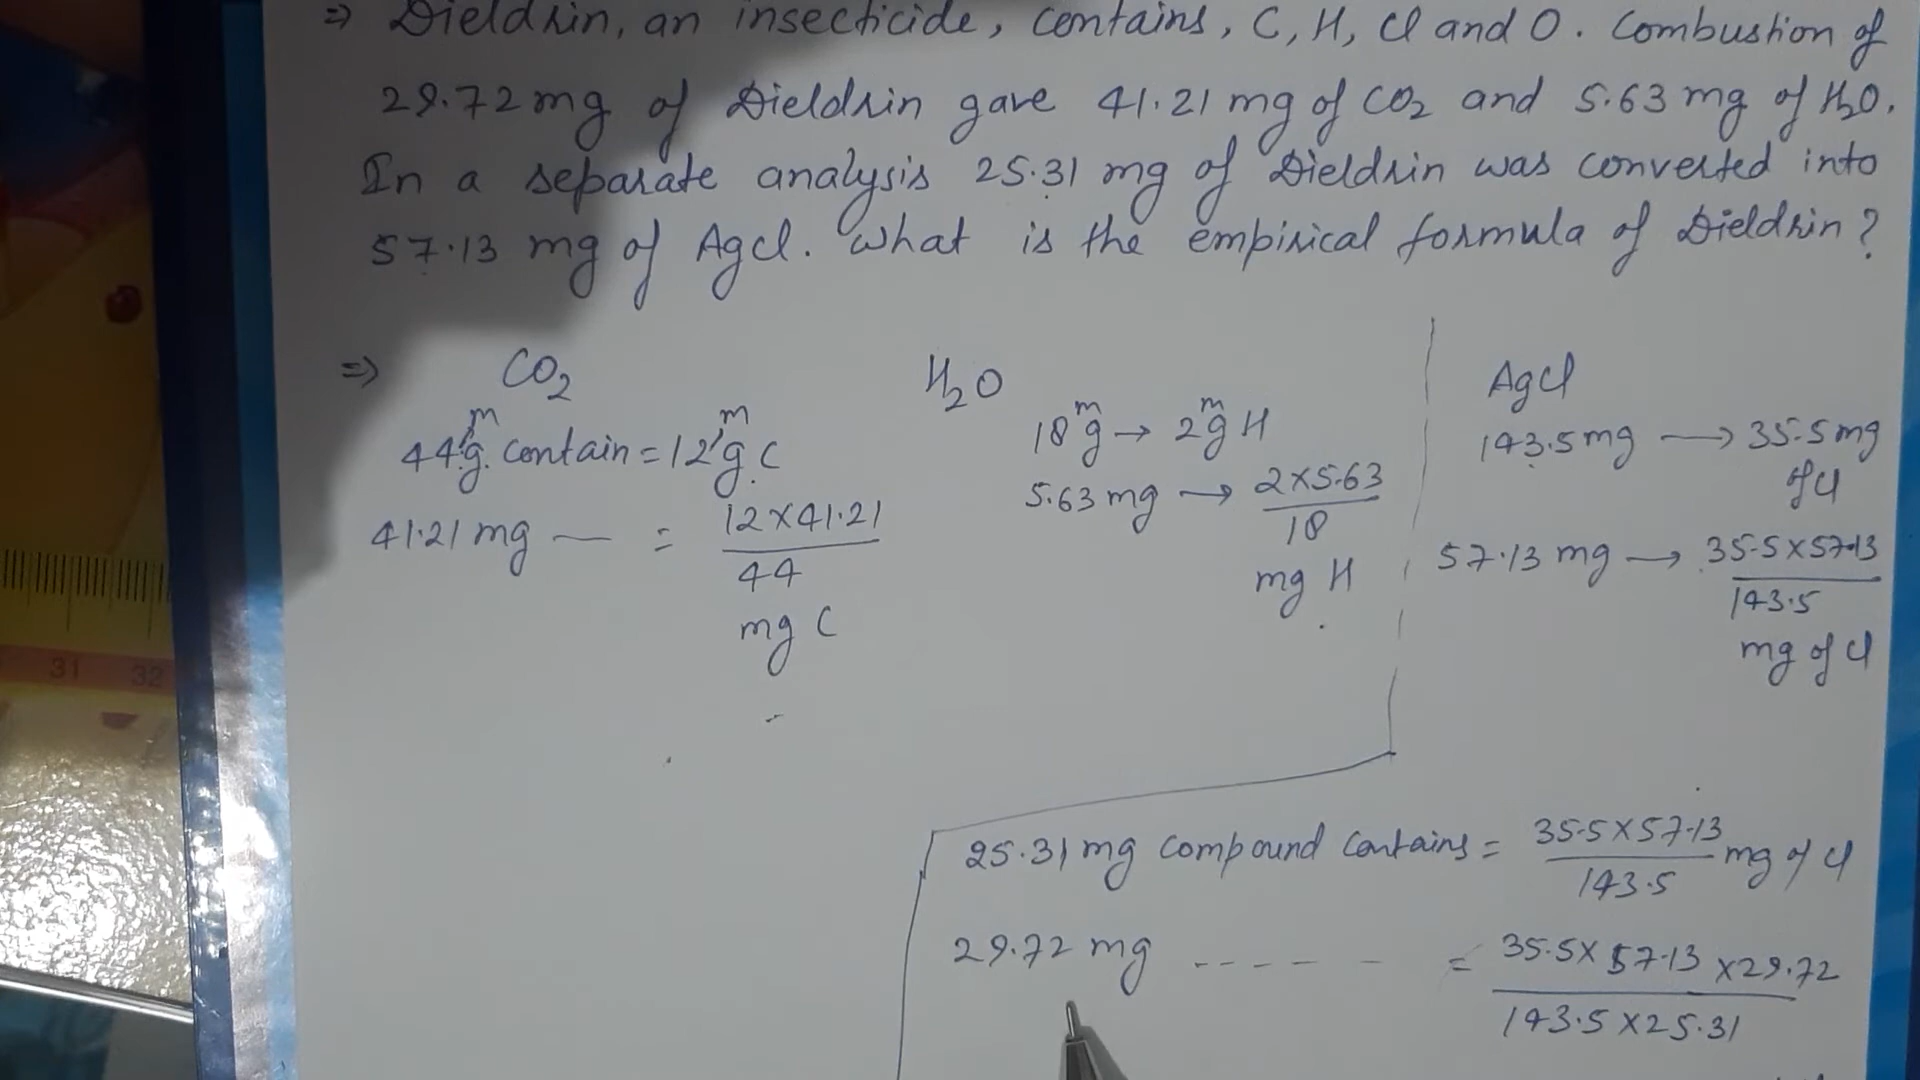 ⇒ Dieldrin, an insecticide, contains, C, H, Cl and O. Combustion of
29.72 mg of Dieldrin gave 41.21 mg of CO₂ and 5.63 mg of H₂O.
In a separate analysis 25.31 mg of Dieldrin was converted into
57.13 mg of AgCl. What is the empirical formula of Dieldrin?
⇒ CO₂
44 mg. contain = 12 mg C
41.21 mg — = 12×41.21 / 44
mg C
H₂O
18 mg → 2 mg H
5.63 mg → 2×5.63 / 18
mg H
AgCl
143.5 mg → 35.5 mg
of Cl
57.13 mg → 35.5×57.13 / 143.5
mg of Cl
25.31 mg compound contains = 35.5×57.13 / 143.5 mg of Cl
29.72 mg ----- = 35.5×57.13×29.72 / 143.5×25.31
31 32